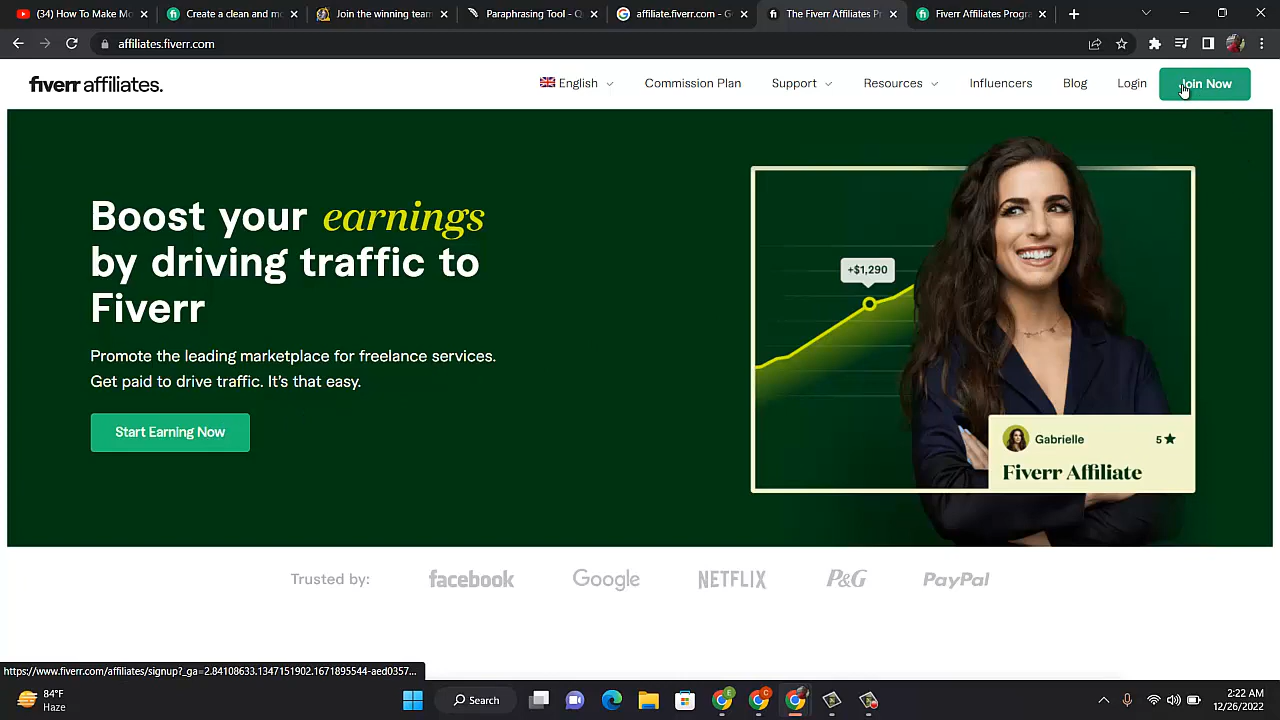 (34) How To Make Mo
Create a clean and mo
Join the winning team
Paraphrasing Tool - Q
affiliate.fiverr.com - G
The Fiverr Affiliates P
Fiverr Affiliates Progr
affiliates.fiverr.com
fiverr affiliates.
English
Commission Plan
Support
Resources
Influencers
Blog
Login
Join Now
Boost your earnings
by driving traffic to
Fiverr
Promote the leading marketplace for freelance services.
Get paid to drive traffic. It's that easy.
Start Earning Now
+$1,290
Gabrielle
5
Fiverr Affiliate
Trusted by:
facebook
Google
NETFLIX
P&G
PayPal
https://www.fiverr.com/affiliates/signup?_ga=2.84108633.1347151902.1671895544-aed0357...
84°F
Haze
Search
2:22 AM
12/26/2022